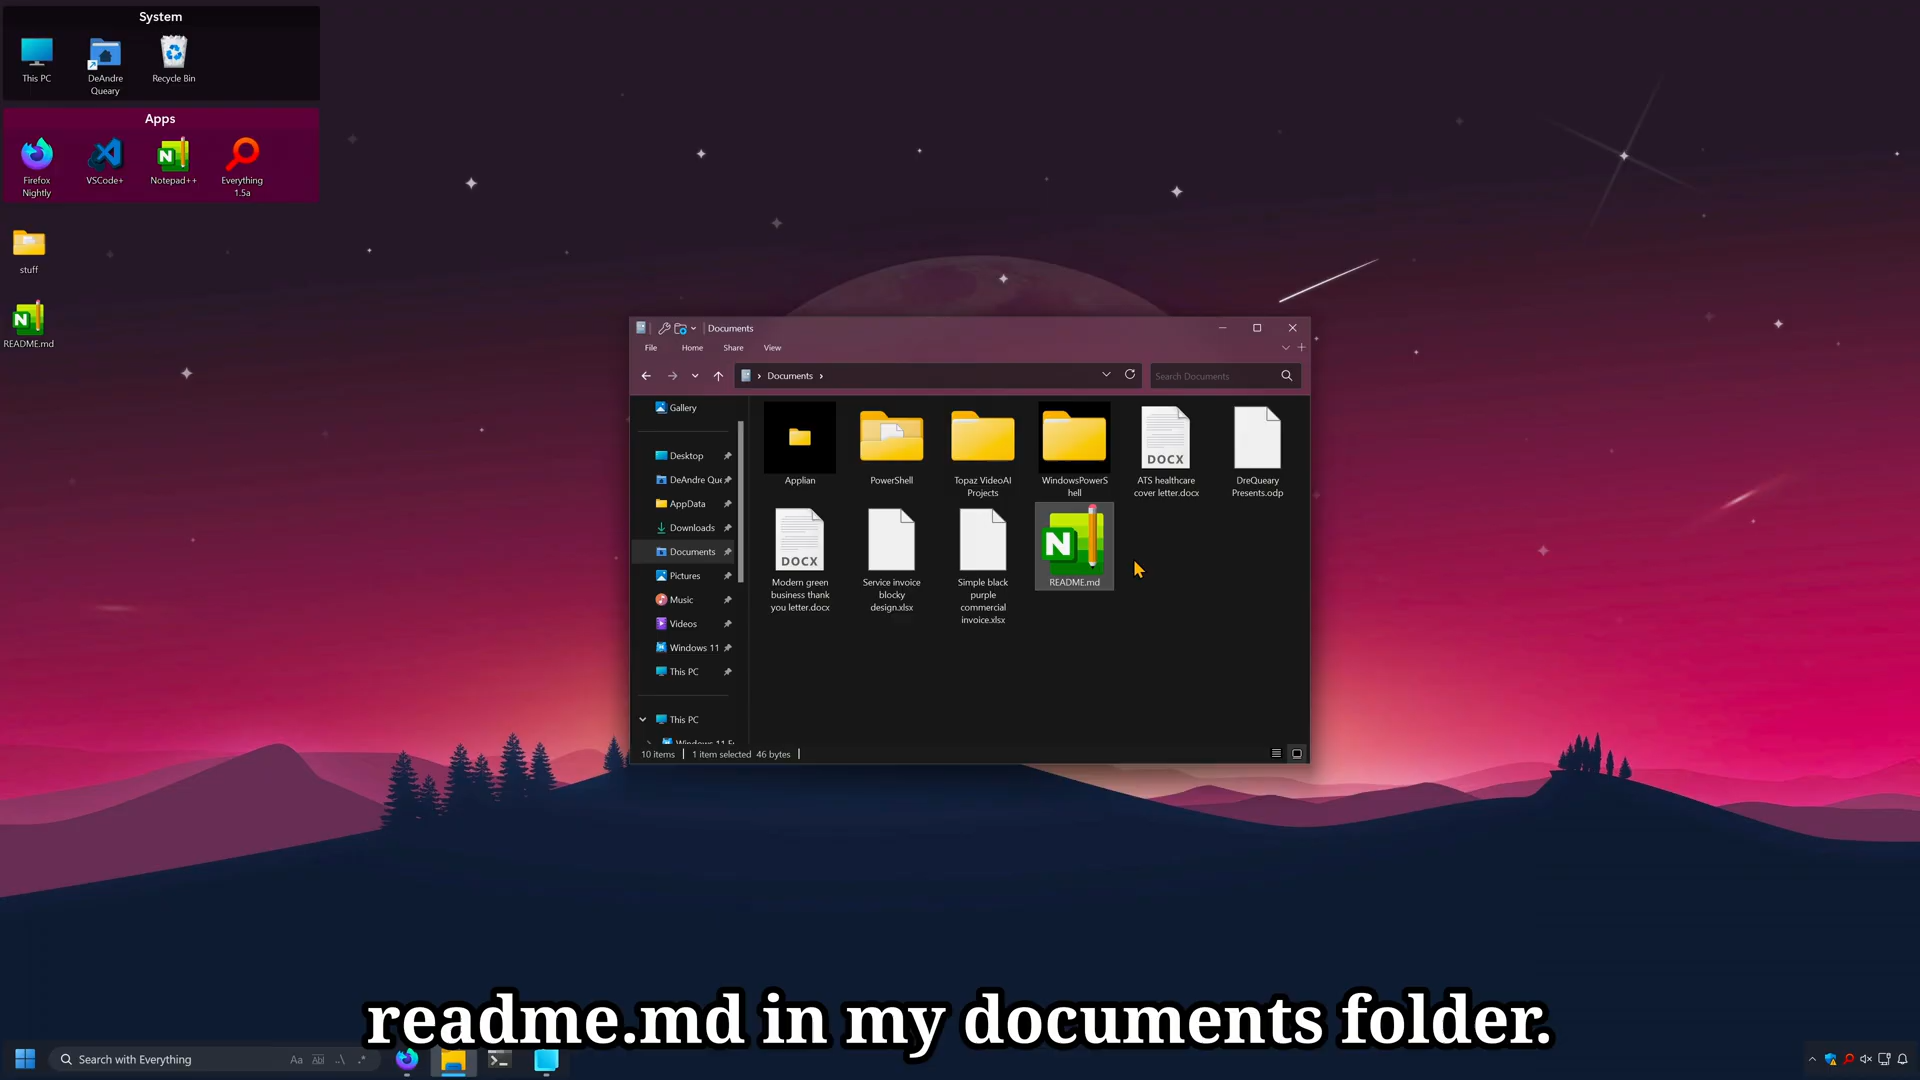 System
This PC
DeAndre
Queary
Recycle Bin
Apps
Firefox
Nightly
VSCode+
Notepad++
Everything
1.5a
stuff
README.md
Documents
File
Home
Share
View
Documents
Search Documents
Gallery
Desktop
DeAndre Que
AppData
Downloads
Documents
Pictures
Music
Videos
Windows 11
This PC
This PC
Applian
PowerShell
Topaz VideoAI
Projects
WindowsPowerS
hell
ATS healthcare
cover letter.docx
DreQueary
Presents.odp
DOCX
DOCX
Modern green
business thank
you letter.docx
Service invoice
blocky
design.xlsx
Simple black
purple
commercial
invoice.xlsx
N
README.md
10 items
1 item selected 46 bytes
readme.md in my documents folder.
Search with Everything
Aa
Ab
.\
.*